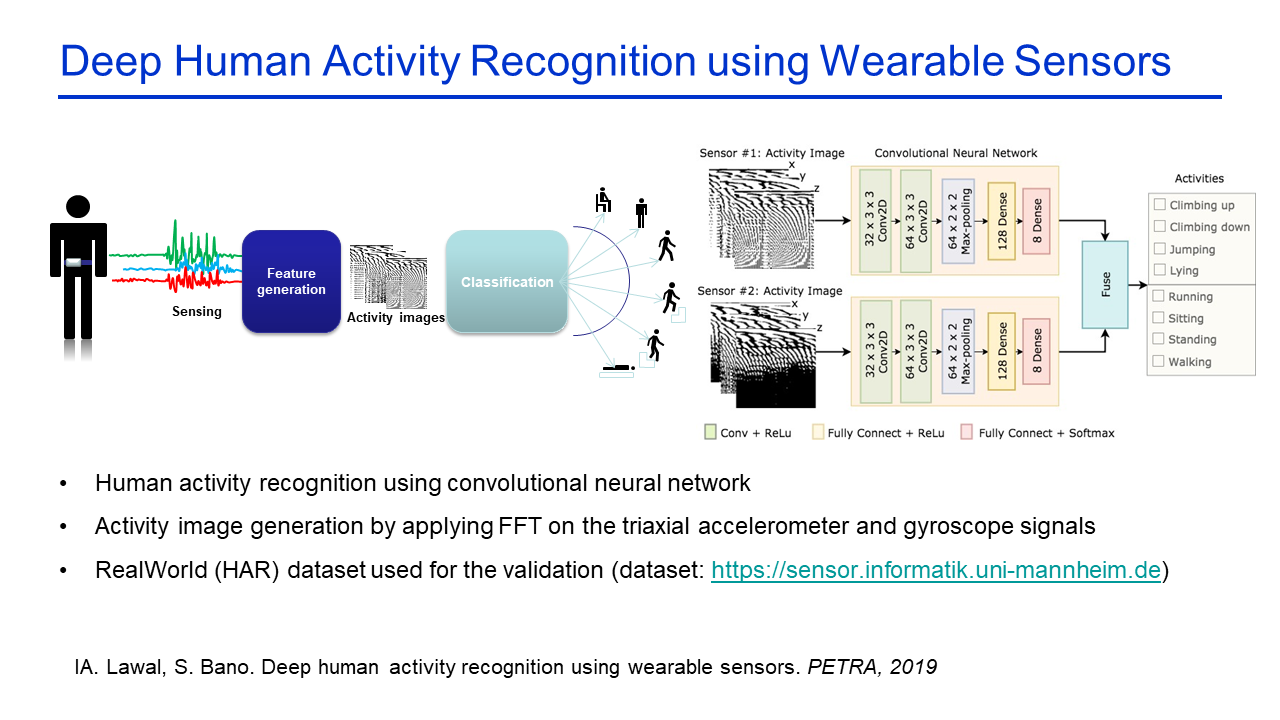 Deep Human Activity Recognition using Wearable Sensors
Sensing
Feature
generation
Activity images
Classification
Sensor #1: Activity Image
x
y
z
Convolutional Neural Network
32 x 3 x 3
Conv2D
64 x 3 x 3
Conv2D
64 x 2 x 2
Max-pooling
128 Dense
8 Dense
Sensor #2: Activity Image
x
y
z
32 x 3 x 3
Conv2D
64 x 3 x 3
Conv2D
64 x 2 x 2
Max-pooling
128 Dense
8 Dense
Fuse
Activities
Climbing up
Climbing down
Jumping
Lying
Running
Sitting
Standing
Walking
Conv + ReLu
Fully Connect + ReLu
Fully Connect + Softmax
• Human activity recognition using convolutional neural network
• Activity image generation by applying FFT on the triaxial accelerometer and gyroscope signals
• RealWorld (HAR) dataset used for the validation (dataset: https://sensor.informatik.uni-mannheim.de)
IA. Lawal, S. Bano. Deep human activity recognition using wearable sensors. PETRA, 2019